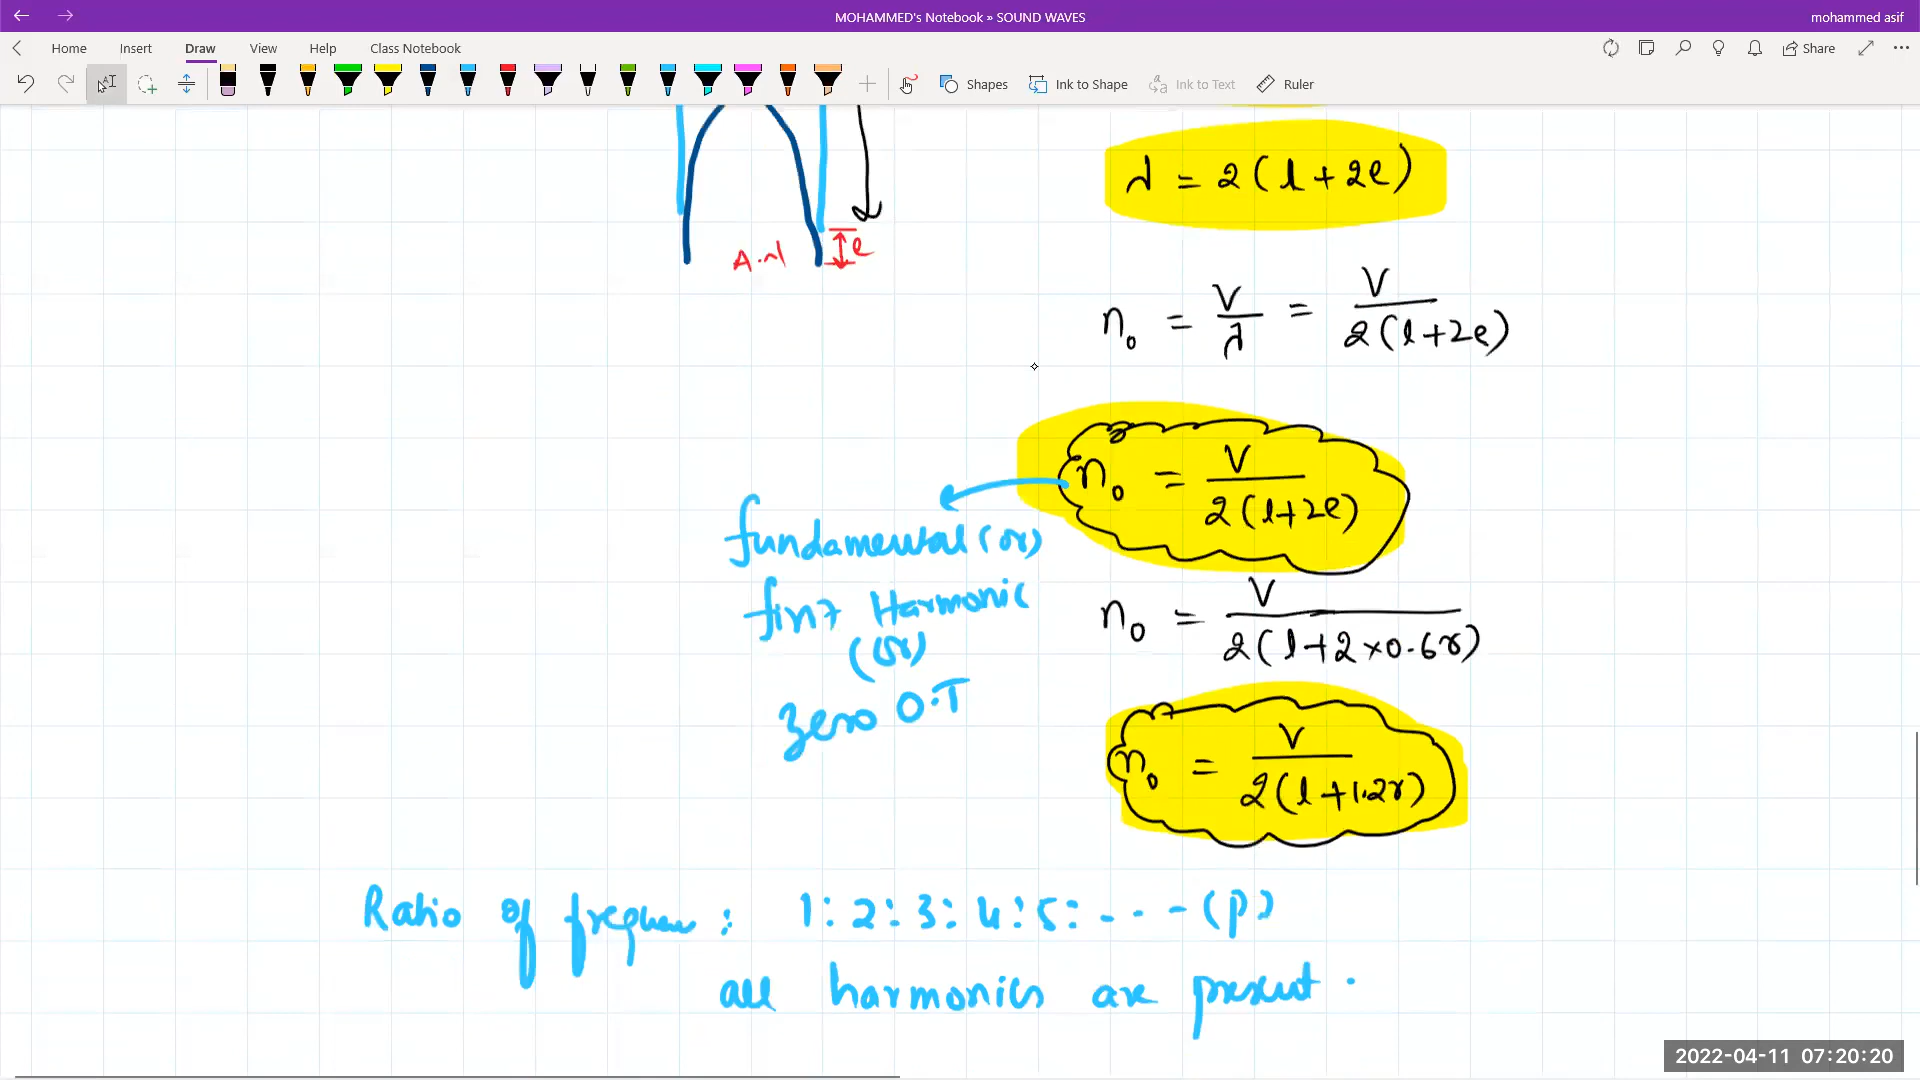 MOHAMMED's Notebook » SOUND WAVES
mohammed asif
Home Insert Draw View Help Class Notebook
Share
Shapes Ink to Shape Ink to Text Ruler
λ = 2(l+2e)
A.N e
n₀ = V/λ = V/2(l+2e)
n₀ = V/2(l+2e)
fundamental (or)
first Harmonic
(or)
zero O.T
n₀ = V/2(l+2×0.6r)
n₀ = V/2(l+1.2r)
Ratio of : 1:2:3:4:5:---(P)
all harmonics are present.
2022-04-11 07:20:20